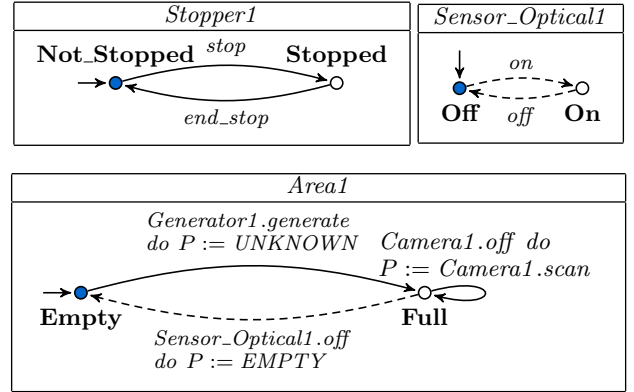 Stopper1
Not_Stopped stop Stopped
end_stop
Sensor_Optical1
on
Off off On
Area1
Generator1.generate
do P := UNKNOWN
Camera1.off do
P := Camera1.scan
Empty
Full
Sensor_Optical1.off
do P := EMPTY